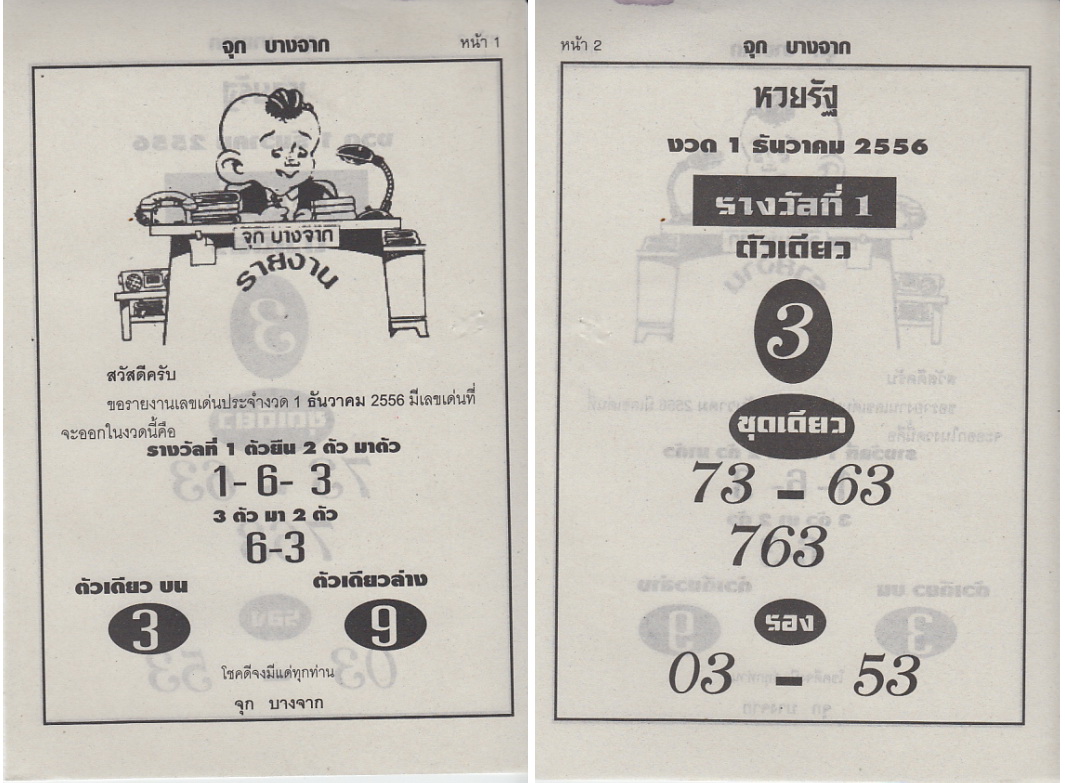 จุก บางจาก
หน้า 1
จุก บางจาก
รายงาน
สวัสดีครับ
ขอรายงานเลขเด่นประจำงวด 1 ธันวาคม 2556 มีเลขเด่นที่
จะออกในงวดนี้คือ
รางวัลที่ 1 ตัวยืน 2 ตัว มาตัว
1- 6- 3
3 ตัว มา 2 ตัว
6-3
ตัวเดียว บน
ตัวเดียวล่าง
3
9
โชคดีจงมีแด่ทุกท่าน
จุก บางจาก
หน้า 2
จุก บางจาก
หวยรัฐ
งวด 1 ธันวาคม 2556
รางวัลที่ 1
ตัวเดียว
3
ชุดเดียว
73 - 63
763
รอง
03 - 53